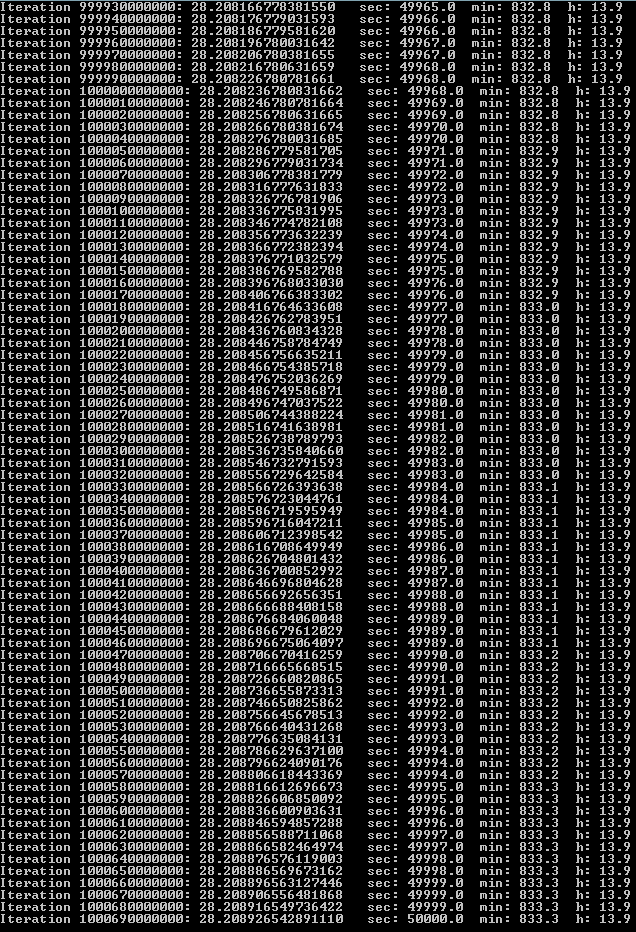 Iteration 999930000000: 28.208166778381550   sec: 49965.0  min: 832.8  h: 13.9
Iteration 999940000000: 28.208176779031593   sec: 49966.0  min: 832.8  h: 13.9
Iteration 999950000000: 28.208186779581620   sec: 49966.0  min: 832.8  h: 13.9
Iteration 999960000000: 28.208196780031642   sec: 49967.0  min: 832.8  h: 13.9
Iteration 999970000000: 28.208206780381655   sec: 49967.0  min: 832.8  h: 13.9
Iteration 999980000000: 28.208216780631659   sec: 49968.0  min: 832.8  h: 13.9
Iteration 999990000000: 28.208226780781661   sec: 49968.0  min: 832.8  h: 13.9
Iteration 1000000000000: 28.208236780831662   sec: 49968.0  min: 832.8  h: 13.9
Iteration 1000010000000: 28.208246780781664   sec: 49969.0  min: 832.8  h: 13.9
Iteration 1000020000000: 28.208256780631665   sec: 49969.0  min: 832.8  h: 13.9
Iteration 1000030000000: 28.208266780381674   sec: 49970.0  min: 832.8  h: 13.9
Iteration 1000040000000: 28.208276780031685   sec: 49970.0  min: 832.8  h: 13.9
Iteration 1000050000000: 28.208286779581705   sec: 49971.0  min: 832.9  h: 13.9
Iteration 1000060000000: 28.208296779031734   sec: 49971.0  min: 832.9  h: 13.9
Iteration 1000070000000: 28.208306778381779   sec: 49972.0  min: 832.9  h: 13.9
Iteration 1000080000000: 28.208316777631833   sec: 49972.0  min: 832.9  h: 13.9
Iteration 1000090000000: 28.208326776781906   sec: 49973.0  min: 832.9  h: 13.9
Iteration 1000100000000: 28.208336775831995   sec: 49973.0  min: 832.9  h: 13.9
Iteration 1000110000000: 28.208346774782108   sec: 49973.0  min: 832.9  h: 13.9
Iteration 1000120000000: 28.208356773632239   sec: 49974.0  min: 832.9  h: 13.9
Iteration 1000130000000: 28.208366772382394   sec: 49974.0  min: 832.9  h: 13.9
Iteration 1000140000000: 28.208376771032579   sec: 49975.0  min: 832.9  h: 13.9
Iteration 1000150000000: 28.208386769582788   sec: 49975.0  min: 832.9  h: 13.9
Iteration 1000160000000: 28.208396768033030   sec: 49976.0  min: 832.9  h: 13.9
Iteration 1000170000000: 28.208406766383302   sec: 49976.0  min: 832.9  h: 13.9
Iteration 1000180000000: 28.208416764633608   sec: 49977.0  min: 833.0  h: 13.9
Iteration 1000190000000: 28.208426762783951   sec: 49977.0  min: 833.0  h: 13.9
Iteration 1000200000000: 28.208436760834328   sec: 49978.0  min: 833.0  h: 13.9
Iteration 1000210000000: 28.208446758784749   sec: 49978.0  min: 833.0  h: 13.9
Iteration 1000220000000: 28.208456756635211   sec: 49979.0  min: 833.0  h: 13.9
Iteration 1000230000000: 28.208466754385718   sec: 49979.0  min: 833.0  h: 13.9
Iteration 1000240000000: 28.208476752036269   sec: 49979.0  min: 833.0  h: 13.9
Iteration 1000250000000: 28.208486749586871   sec: 49980.0  min: 833.0  h: 13.9
Iteration 1000260000000: 28.208496747037522   sec: 49980.0  min: 833.0  h: 13.9
Iteration 1000270000000: 28.208506744388224   sec: 49981.0  min: 833.0  h: 13.9
Iteration 1000280000000: 28.208516741638981   sec: 49981.0  min: 833.0  h: 13.9
Iteration 1000290000000: 28.208526738789793   sec: 49982.0  min: 833.0  h: 13.9
Iteration 1000300000000: 28.208536735840660   sec: 49982.0  min: 833.0  h: 13.9
Iteration 1000310000000: 28.208546732791593   sec: 49983.0  min: 833.0  h: 13.9
Iteration 1000320000000: 28.208556729642584   sec: 49983.0  min: 833.0  h: 13.9
Iteration 1000330000000: 28.208566726393638   sec: 49984.0  min: 833.1  h: 13.9
Iteration 1000340000000: 28.208576723044761   sec: 49984.0  min: 833.1  h: 13.9
Iteration 1000350000000: 28.208586719595949   sec: 49984.0  min: 833.1  h: 13.9
Iteration 1000360000000: 28.208596716047211   sec: 49985.0  min: 833.1  h: 13.9
Iteration 1000370000000: 28.208606712398542   sec: 49985.0  min: 833.1  h: 13.9
Iteration 1000380000000: 28.208616708649949   sec: 49986.0  min: 833.1  h: 13.9
Iteration 1000390000000: 28.208626704801432   sec: 49986.0  min: 833.1  h: 13.9
Iteration 1000400000000: 28.208636700852992   sec: 49987.0  min: 833.1  h: 13.9
Iteration 1000410000000: 28.208646696804628   sec: 49987.0  min: 833.1  h: 13.9
Iteration 1000420000000: 28.208656692656351   sec: 49988.0  min: 833.1  h: 13.9
Iteration 1000430000000: 28.208666688408158   sec: 49988.0  min: 833.1  h: 13.9
Iteration 1000440000000: 28.208676684060048   sec: 49989.0  min: 833.1  h: 13.9
Iteration 1000450000000: 28.208686679612029   sec: 49989.0  min: 833.1  h: 13.9
Iteration 1000460000000: 28.208696675064097   sec: 49989.0  min: 833.1  h: 13.9
Iteration 1000470000000: 28.208706670416259   sec: 49990.0  min: 833.2  h: 13.9
Iteration 1000480000000: 28.208716665668515   sec: 49990.0  min: 833.2  h: 13.9
Iteration 1000490000000: 28.208726660820865   sec: 49991.0  min: 833.2  h: 13.9
Iteration 1000500000000: 28.208736655873313   sec: 49991.0  min: 833.2  h: 13.9
Iteration 1000510000000: 28.208746650825862   sec: 49992.0  min: 833.2  h: 13.9
Iteration 1000520000000: 28.208756645678513   sec: 49992.0  min: 833.2  h: 13.9
Iteration 1000530000000: 28.208766640431268   sec: 49993.0  min: 833.2  h: 13.9
Iteration 1000540000000: 28.208776635084131   sec: 49993.0  min: 833.2  h: 13.9
Iteration 1000550000000: 28.208786629637100   sec: 49994.0  min: 833.2  h: 13.9
Iteration 1000560000000: 28.208796624090176   sec: 49994.0  min: 833.2  h: 13.9
Iteration 1000570000000: 28.208806618443369   sec: 49994.0  min: 833.2  h: 13.9
Iteration 1000580000000: 28.208816612696673   sec: 49995.0  min: 833.3  h: 13.9
Iteration 1000590000000: 28.208826606850092   sec: 49995.0  min: 833.3  h: 13.9
Iteration 1000600000000: 28.208836600903631   sec: 49996.0  min: 833.3  h: 13.9
Iteration 1000610000000: 28.208846594857288   sec: 49996.0  min: 833.3  h: 13.9
Iteration 1000620000000: 28.208856588711068   sec: 49997.0  min: 833.3  h: 13.9
Iteration 1000630000000: 28.208866582464974   sec: 49997.0  min: 833.3  h: 13.9
Iteration 1000640000000: 28.208876576119003   sec: 49998.0  min: 833.3  h: 13.9
Iteration 1000650000000: 28.208886569673162   sec: 49998.0  min: 833.3  h: 13.9
Iteration 1000660000000: 28.208896563127446   sec: 49999.0  min: 833.3  h: 13.9
Iteration 1000670000000: 28.208906556481868   sec: 49999.0  min: 833.3  h: 13.9
Iteration 1000680000000: 28.208916549736422   sec: 49999.0  min: 833.3  h: 13.9
Iteration 1000690000000: 28.208926542891110   sec: 50000.0  min: 833.3  h: 13.9